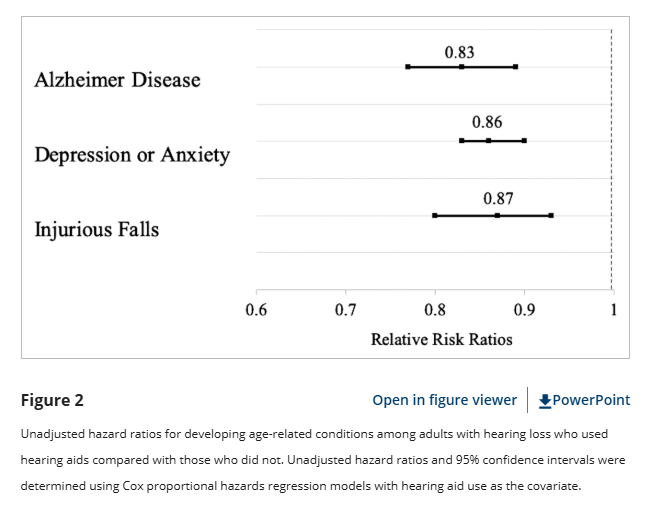 0.83
Alzheimer Disease
0.86
Depression or Anxiety
0.87
Injurious Falls
0.6 0.7 0.8 0.9 1
Relative Risk Ratios
Figure 2
Open in figure viewer PowerPoint
Unadjusted hazard ratios for developing age-related conditions among adults with hearing loss who used
hearing aids compared with those who did not. Unadjusted hazard ratios and 95% confidence intervals were
determined using Cox proportional hazards regression models with hearing aid use as the covariate.